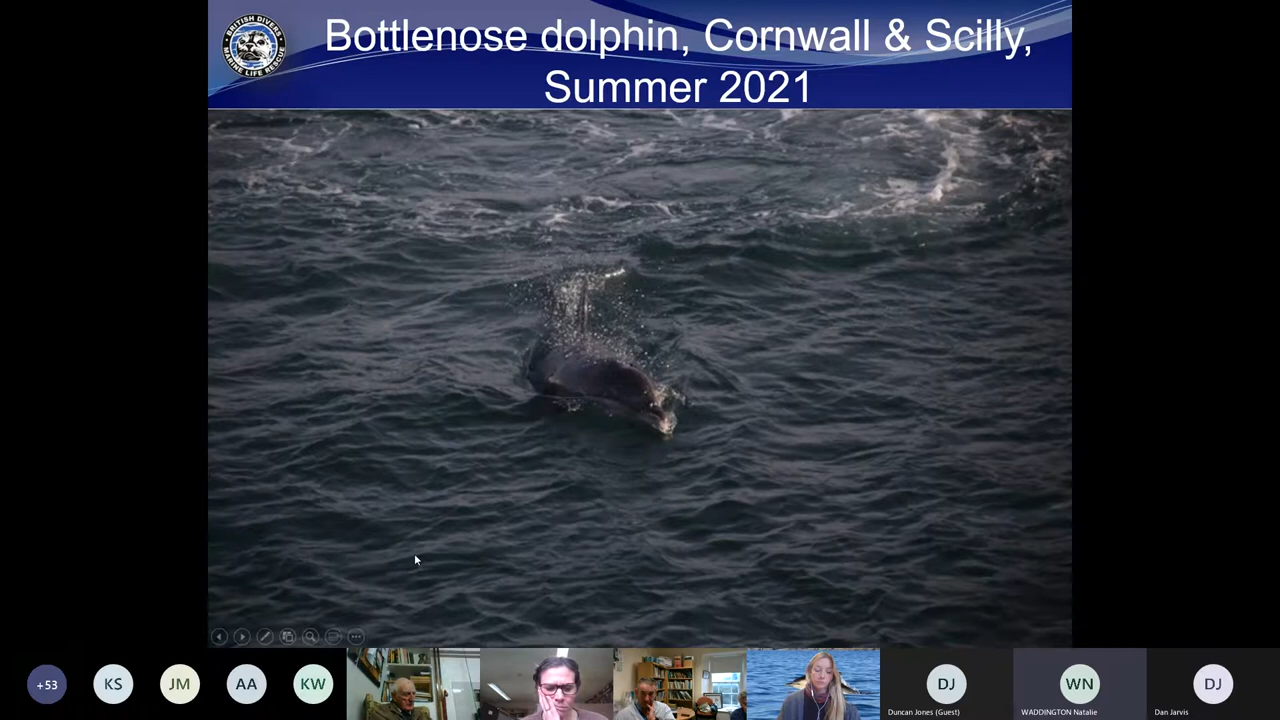 BRITISH DIVERS
MARINE LIFE RESCUE
Bottlenose dolphin, Cornwall & Scilly,
Summer 2021
+53
KS
JM
AA
KW
DJ
WN
DJ
Duncan Jones (Guest)
WADDINGTON Natalie
Dan Jarvis